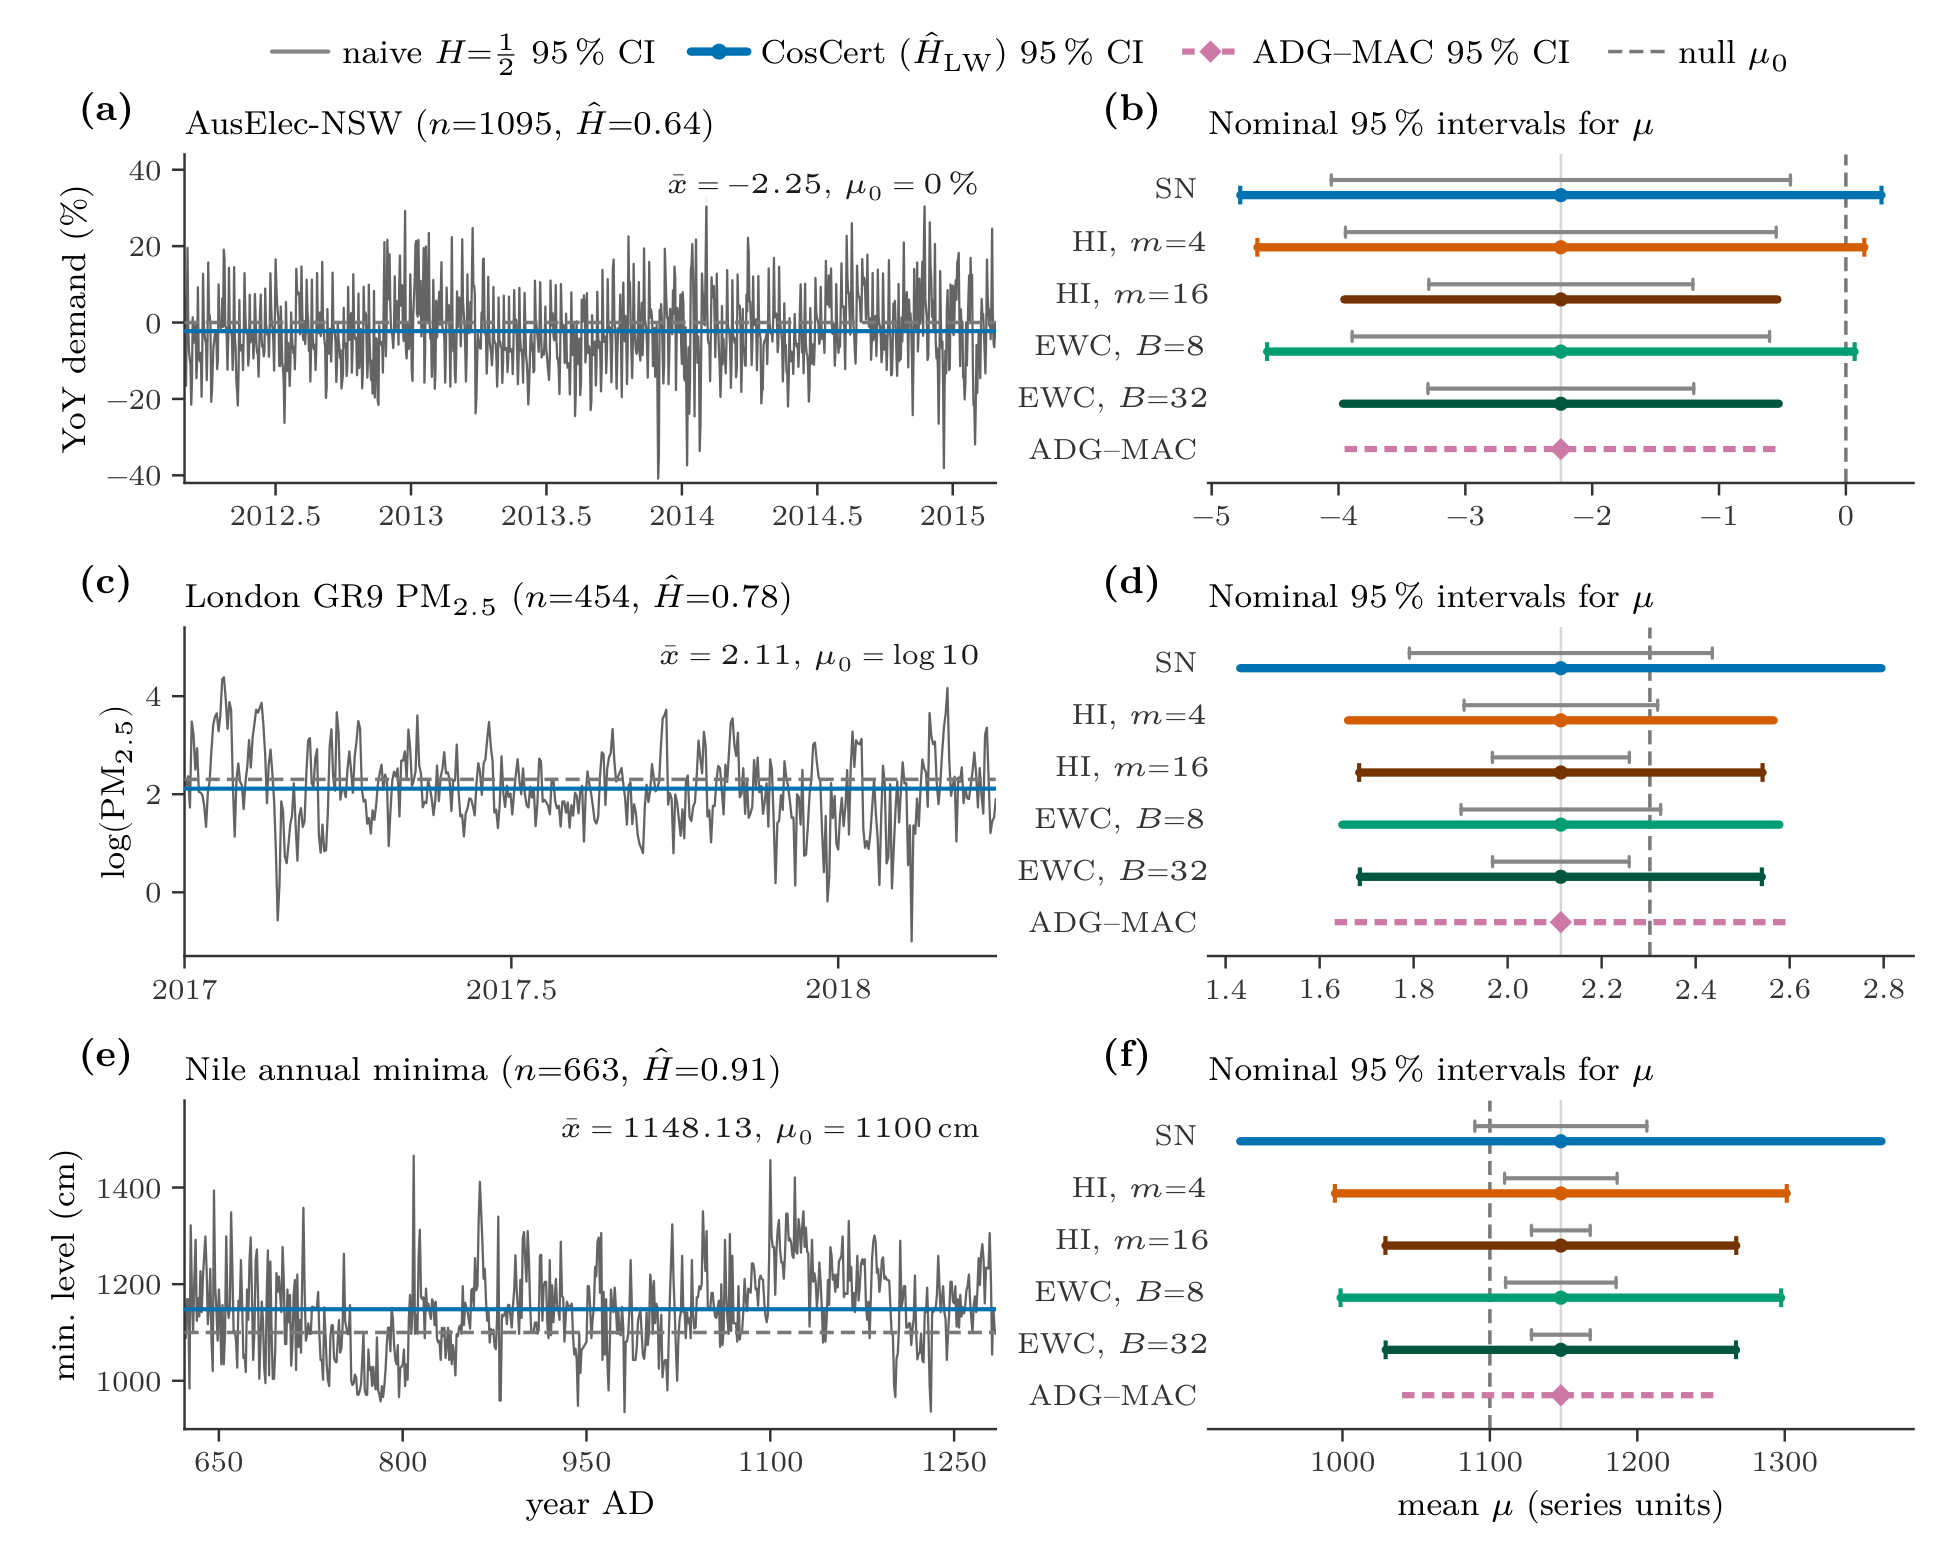 naive H=1/2 95 % CI   CosCert (Ĥ_LW) 95 % CI   ADG–MAC 95 % CI   null μ₀
(a) AusElec-NSW (n=1095, Ĥ=0.64)
x̄ = −2.25, μ₀ = 0 %
YoY demand (%)
40
20
0
−20
−40
2012.5 2013 2013.5 2014 2014.5 2015
(b) Nominal 95 % intervals for μ
SN
HI, m=4
HI, m=16
EWC, B=8
EWC, B=32
ADG–MAC
−5 −4 −3 −2 −1 0
(c) London GR9 PM₂.₅ (n=454, Ĥ=0.78)
x̄ = 2.11, μ₀ = log 10
log(PM₂.₅)
4
2
0
2017 2017.5 2018
(d) Nominal 95 % intervals for μ
SN
HI, m=4
HI, m=16
EWC, B=8
EWC, B=32
ADG–MAC
1.4 1.6 1.8 2.0 2.2 2.4 2.6 2.8
(e) Nile annual minima (n=663, Ĥ=0.91)
x̄ = 1148.13, μ₀ = 1100 cm
min. level (cm)
1400
1200
1000
650 800 950 1100 1250
year AD
(f) Nominal 95 % intervals for μ
SN
HI, m=4
HI, m=16
EWC, B=8
EWC, B=32
ADG–MAC
1000 1100 1200 1300
mean μ (series units)